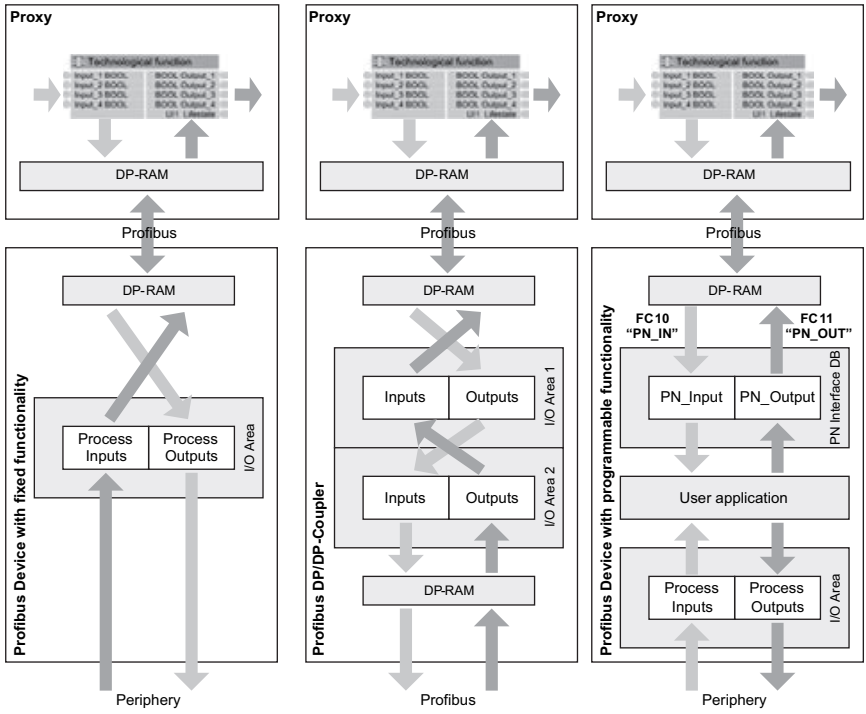 Proxy
Technological function
Input_1 BOOL BOOL Output_1
Input_2 BOOL BOOL Output_2
Input_3 BOOL BOOL Output_3
Input_4 BOOL BOOL Output_4
UI1 Lifestate
DP-RAM
Profibus
DP-RAM
Profibus Device with fixed functionality
Process Inputs
Process Outputs
I/O Area
Periphery
Proxy
Technological function
Input_1 BOOL BOOL Output_1
Input_2 BOOL BOOL Output_2
Input_3 BOOL BOOL Output_3
Input_4 BOOL BOOL Output_4
UI1 Lifestate
DP-RAM
Profibus
DP-RAM
Profibus DP/DP-Coupler
Inputs
Outputs
I/O Area 1
Inputs
Outputs
I/O Area 2
DP-RAM
Profibus
Proxy
Technological function
Input_1 BOOL BOOL Output_1
Input_2 BOOL BOOL Output_2
Input_3 BOOL BOOL Output_3
Input_4 BOOL BOOL Output_4
UI1 Lifestate
DP-RAM
Profibus
DP-RAM
FC10
“PN_IN”
FC11
“PN_OUT”
Profibus Device with programmable functionality
PN_Input
PN_Output
PN Interface DB
User application
Process Inputs
Process Outputs
I/O Area
Periphery